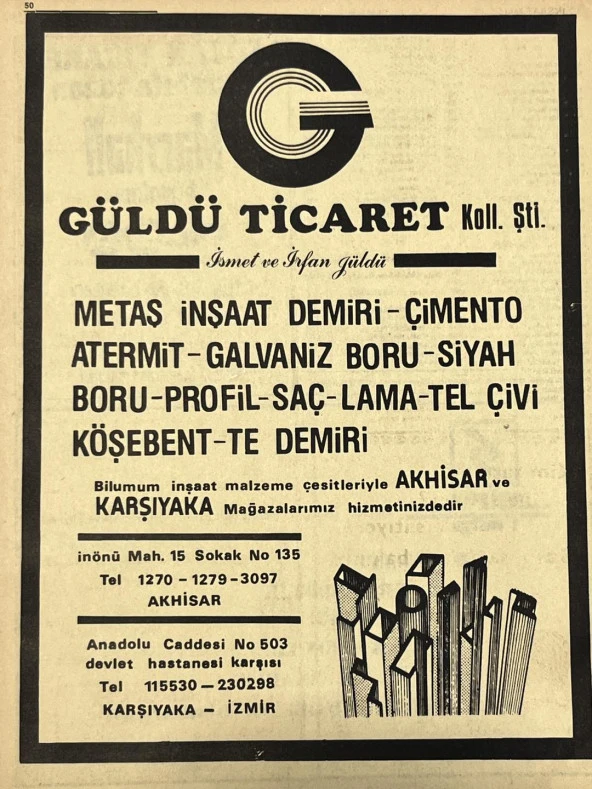 50
G
GÜLDÜ TİCARET Koll. Şti.
İsmet ve İrfan güldü
METAŞ İNŞAAT DEMİRİ - ÇİMENTO
ATERMİT - GALVANİZ BORU - SİYAH
BORU - PROFİL - SAÇ - LAMA - TEL ÇİVİ
KÖŞEBENT - TE DEMİRİ
Bilumum inşaat malzeme çeşitleriyle AKHİSAR ve
KARŞIYAKA Mağazalarımız hizmetinizdedir
inönü Mah. 15 Sokak No 135
Tel 1270 - 1279 - 3097
AKHİSAR
Anadolu Caddesi No 503
devlet hastanesi karşısı
Tel 115530 — 230298
KARŞIYAKA - İZMİR